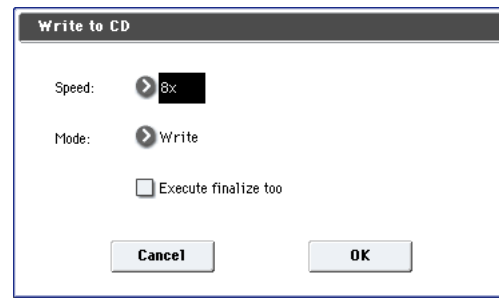 Write to CD
Speed: 8x
Mode: Write
Execute finalize too
Cancel OK